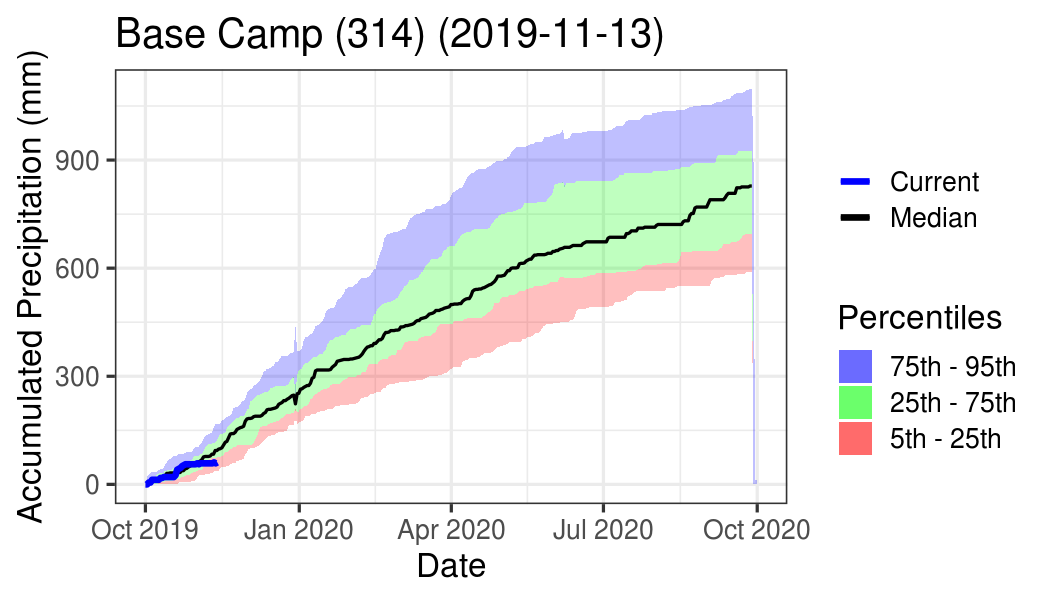 Base Camp (314) (2019-11-13)
Accumulated Precipitation (mm)
900
600
300
0
Oct 2019 Jan 2020 Apr 2020 Jul 2020 Oct 2020
Date
Current
Median
Percentiles
75th - 95th
25th - 75th
5th - 25th